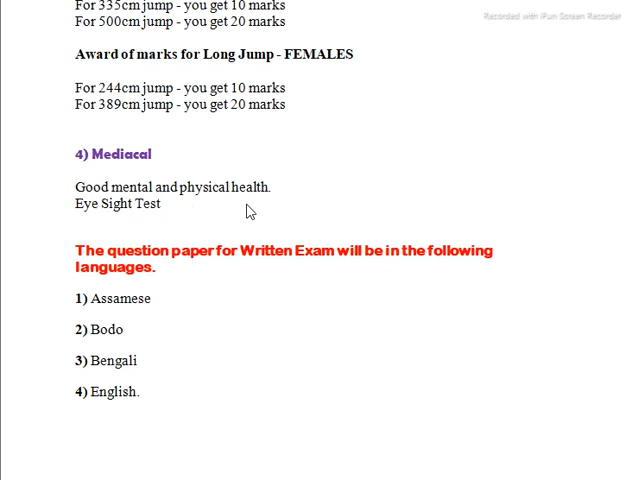 For 335cm jump - you get 10 marks
Recorded with iFun Screen Recorder
For 500cm jump - you get 20 marks
Award of marks for Long Jump - FEMALES
For 244cm jump - you get 10 marks
For 389cm jump - you get 20 marks
4) Mediacal
Good mental and physical health.
Eye Sight Test
The question paper for Written Exam will be in the following
languages.
1) Assamese
2) Bodo
3) Bengali
4) English.